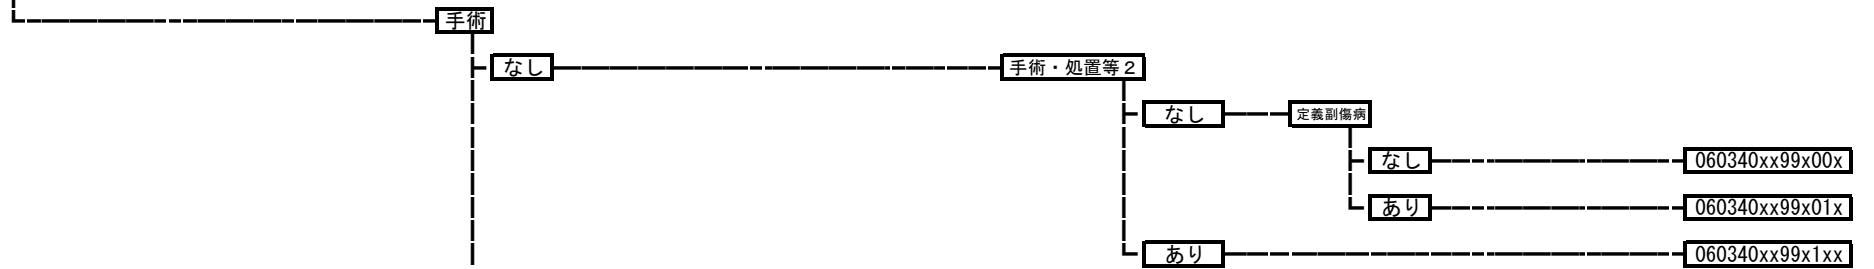 手術
なし 手術・処置等２
なし 定義副傷病
なし 060340xx99x00x
あり 060340xx99x01x
あり 060340xx99x1xx